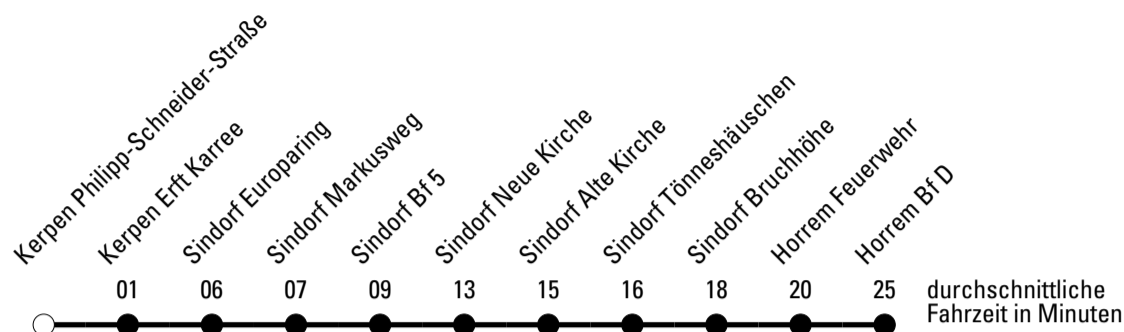 Kerpen Philipp-Schneider-Straße
Kerpen Erft Karree
Sindorf Europaring
Sindorf Markusweg
Sindorf Bf 5
Sindorf Neue Kirche
Sindorf Alte Kirche
Sindorf Tönneshäuschen
Sindorf Bruchhöhe
Horrem Feuerwehr
Horrem Bf D
01 06 07 09 13 15 16 18 20 25 durchschnittliche
Fahrzeit in Minuten